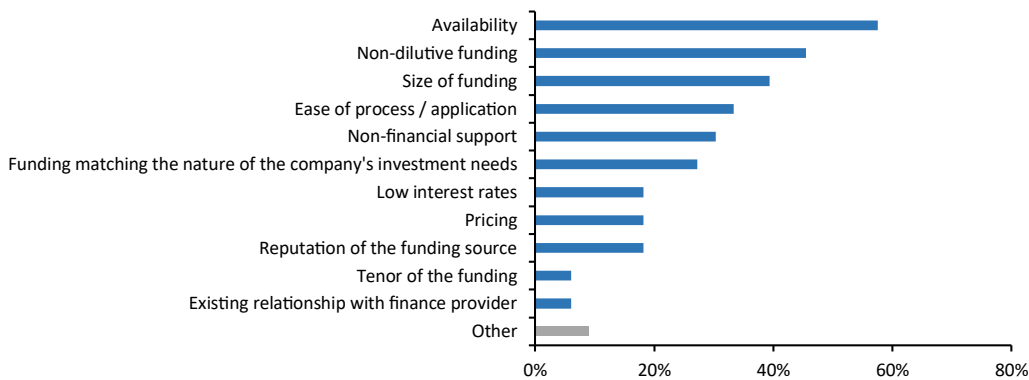 Availability
Non-dilutive funding
Size of funding
Ease of process / application
Non-financial support
Funding matching the nature of the company's investment needs
Low interest rates
Pricing
Reputation of the funding source
Tenor of the funding
Existing relationship with finance provider
Other
0% 20% 40% 60% 80%